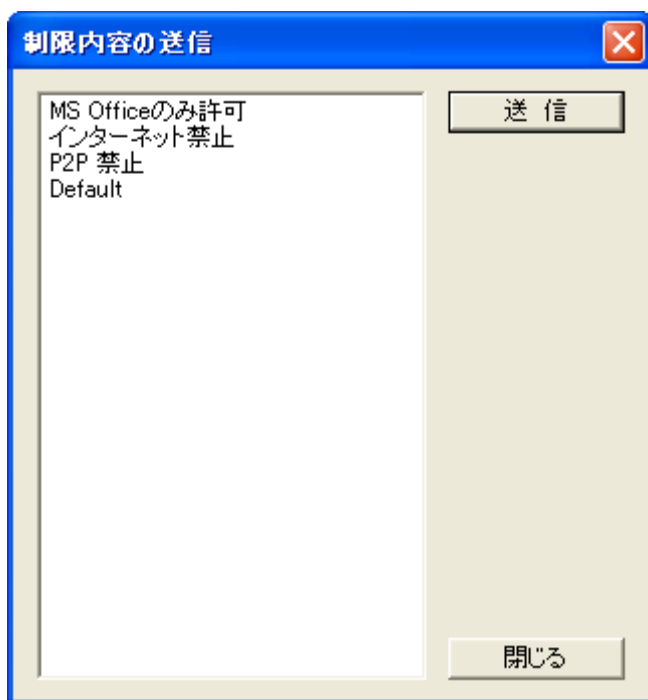 制限内容の送信
MS Officeのみ許可
インターネット禁止
P2P 禁止
Default
送 信
閉じる